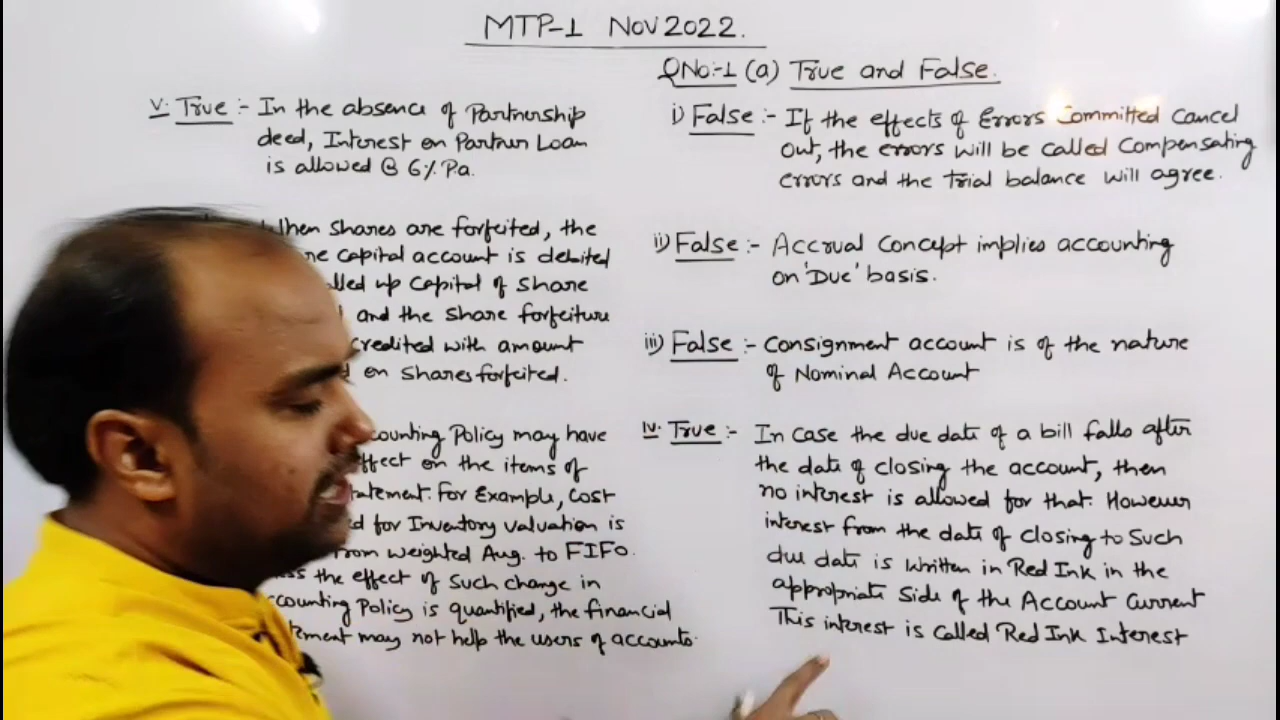 MTP-1 Nov 2022.
QNo:-1 (a) True and False.
i) False :- If the effects of Errors Committed Cancel
out, the errors will be called Compensating
errors and the trial balance will agree.
ii) False :- Accrual Concept implies accounting
on 'Due' basis.
iii) False :- Consignment account is of the nature
of Nominal Account
iv. True :- In case the due date of a bill falls after
the date of closing the account, then
no interest is allowed for that. However
interest from the date of closing to Such
due date is Written in Red Ink in the
appropriate Side of the Account Current
This interest is called Red Ink Interest
v. True :- In the absence of Partnership
deed, Interest on Partner Loan
is allowed @ 6% P.a.
When Shares are forfeited, the
capital account is debited
up Capital of Share
and the Share forfeiture
credited with amount
on Shares forfeited.
Policy may have
on the items of
For Example, Cost
for Inventory valuation is
from weighted Avg. to FIFO.
the effect of Such change in
Policy is quantified, the financial
may not help the users of accounts.